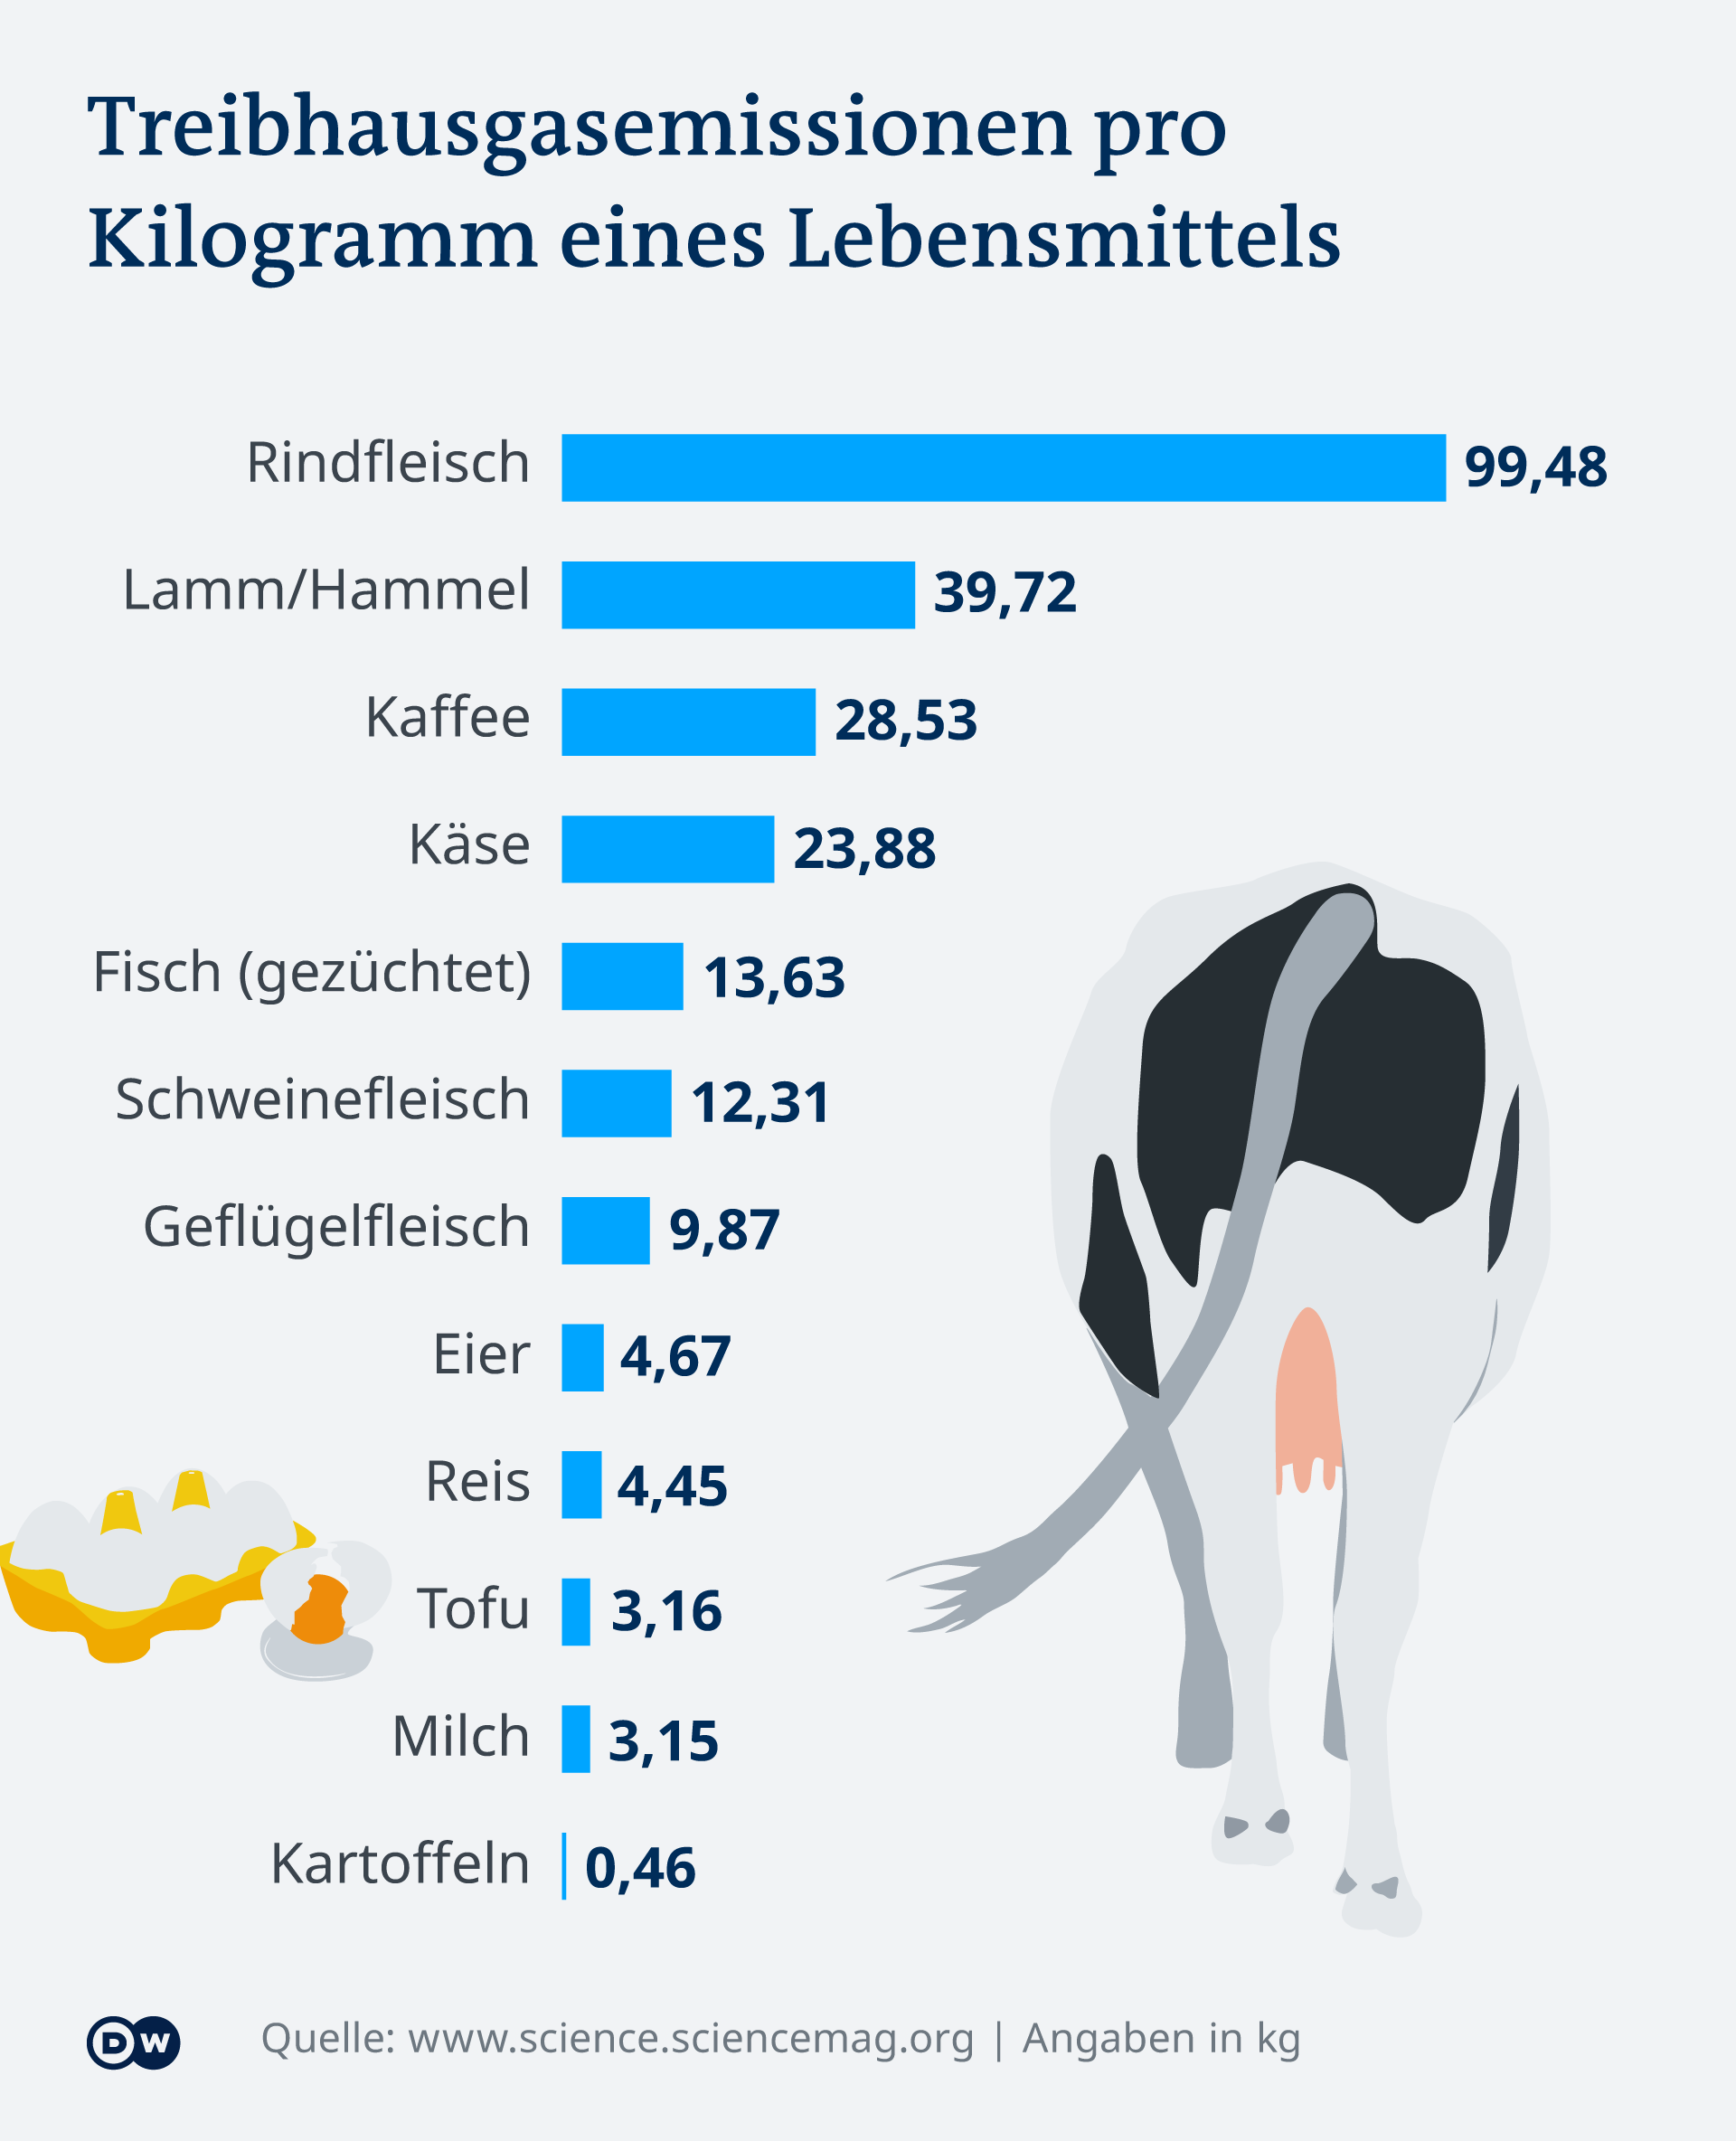 Treibhausgasemissionen pro
Kilogramm eines Lebensmittels
Rindfleisch 99,48
Lamm/Hammel 39,72
Kaffee 28,53
Käse 23,88
Fisch (gezüchtet) 13,63
Schweinefleisch 12,31
Geflügelfleisch 9,87
Eier 4,67
Reis 4,45
Tofu 3,16
Milch 3,15
Kartoffeln 0,46
DW Quelle: www.science.sciencemag.org | Angaben in kg